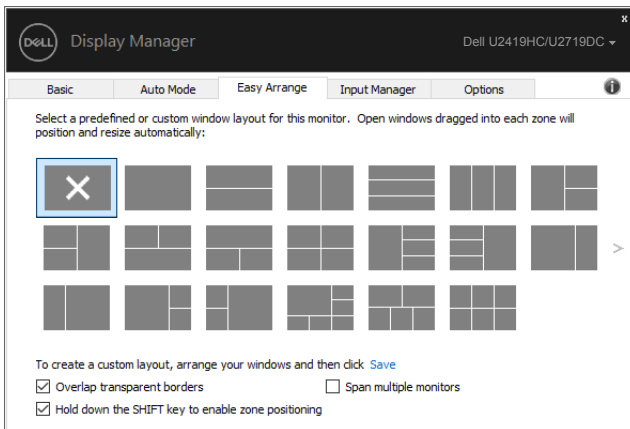 x
DELL Display Manager Dell U2419HC/U2719DC
Basic Auto Mode Easy Arrange Input Manager Options i
Select a predefined or custom window layout for this monitor. Open windows dragged into each zone will
position and resize automatically:
>
To create a custom layout, arrange your windows and then click Save
Overlap transparent borders Span multiple monitors
Hold down the SHIFT key to enable zone positioning